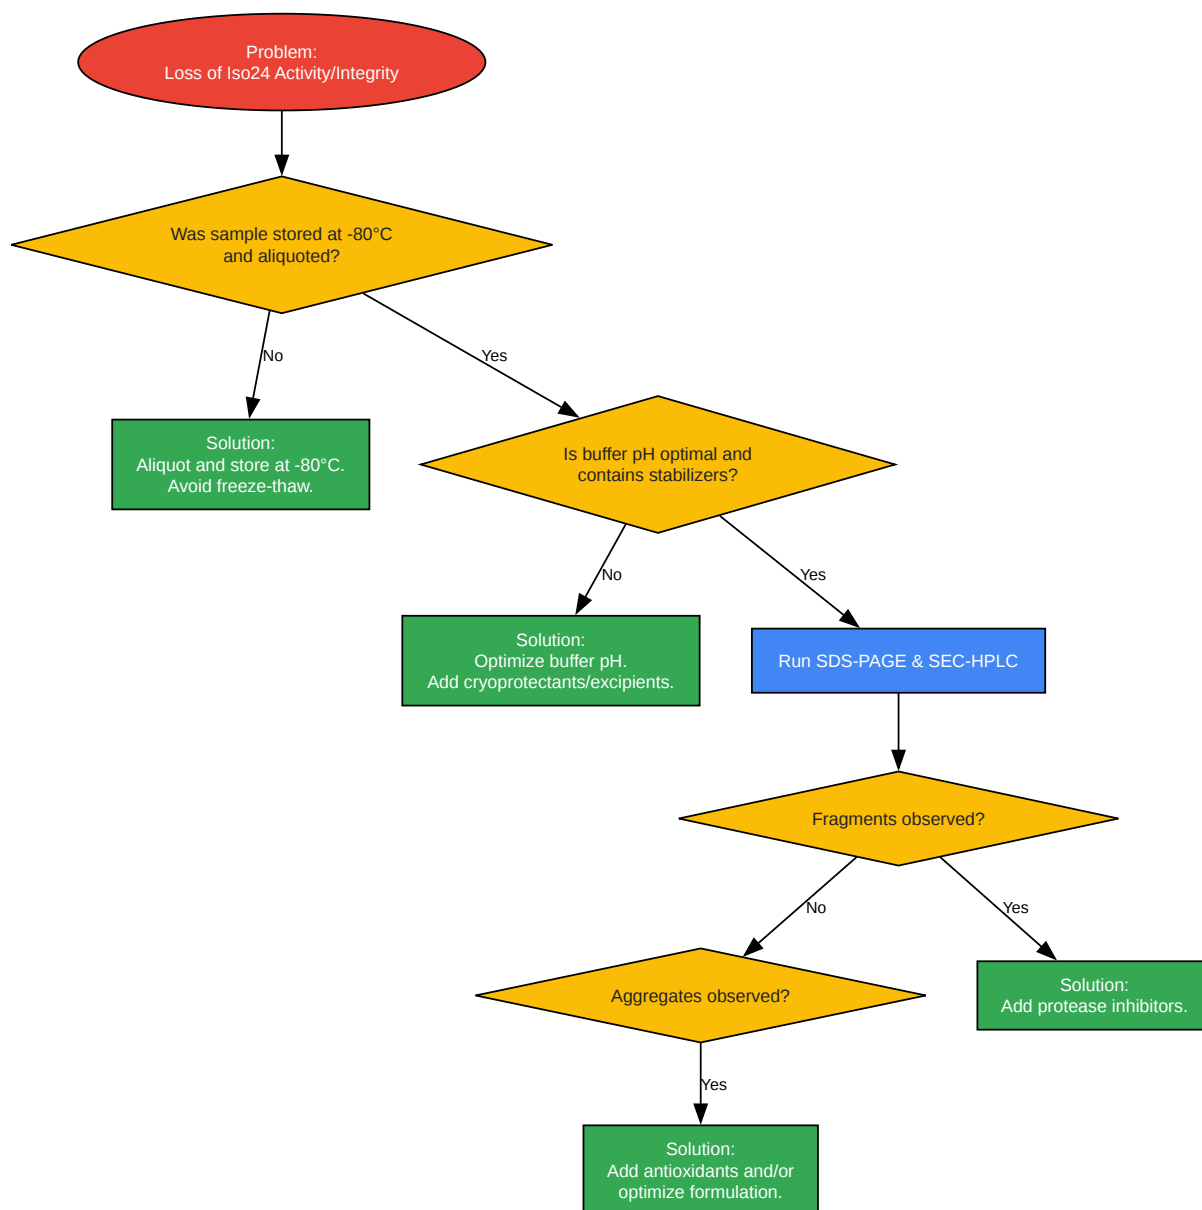 Problem:
Loss of Iso24 Activity/Integrity
Was sample stored at -80°C
and aliquoted?
No
Yes
Solution:
Aliquot and store at -80°C.
Avoid freeze-thaw.
Is buffer pH optimal and
contains stabilizers?
No
Yes
Solution:
Optimize buffer pH.
Add cryoprotectants/excipients.
Run SDS-PAGE & SEC-HPLC
Fragments observed?
No
Yes
Aggregates observed?
Solution:
Add protease inhibitors.
Yes
Solution:
Add antioxidants and/or
optimize formulation.